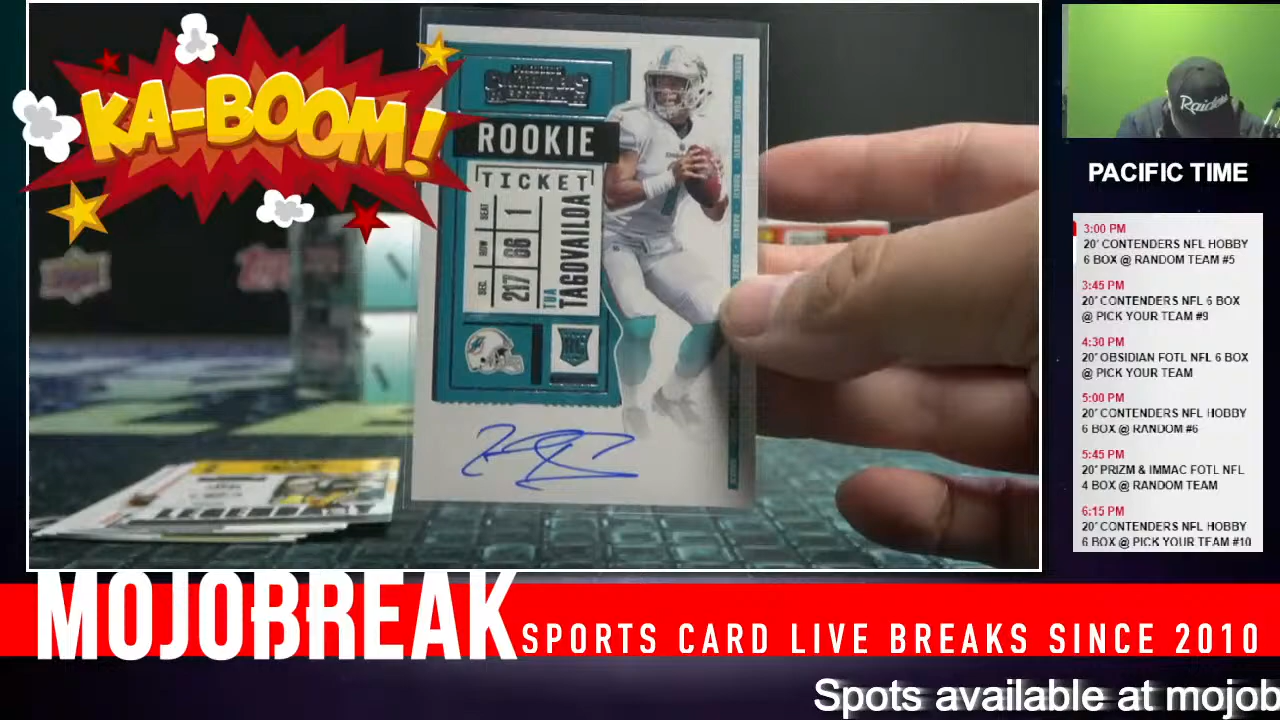 KA-BOOM!
CONTENDERS
ROOKIE
TICKET
SEC. ROW SEAT
217 66 1
TUA
TAGOVAILOA
Raiders
PACIFIC TIME
3:00 PM
20' CONTENDERS NFL HOBBY
6 BOX @ RANDOM TEAM #5
3:45 PM
20' CONTENDERS NFL 6 BOX
@ PICK YOUR TEAM #9
4:30 PM
20' OBSIDIAN FOTL NFL 6 BOX
@ PICK YOUR TEAM
5:00 PM
20' CONTENDERS NFL HOBBY
6 BOX @ RANDOM #6
5:45 PM
20' PRIZM & IMMAC FOTL NFL
4 BOX @ RANDOM TEAM
6:15 PM
20' CONTENDERS NFL HOBBY
6 BOX @ PICK YOUR TEAM #10
MOJOBREAK
SPORTS CARD LIVE BREAKS SINCE 2010
Spots available at mojob